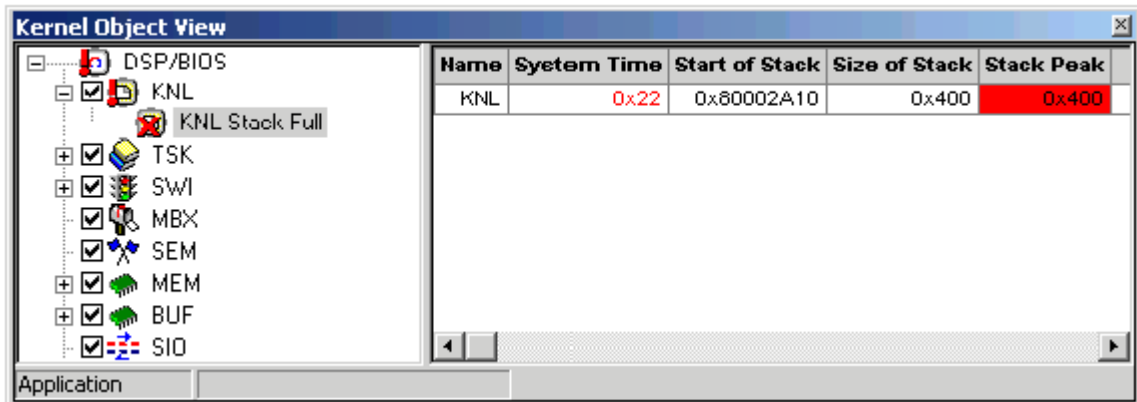 Kernel Object View
DSP/BIOS
KNL
KNL Stack Full
TSK
SWI
MBX
SEM
MEM
BUF
SIO
Name System Time Start of Stack Size of Stack Stack Peak
KNL 0x22 0x80002A10 0x400 0x400
Application